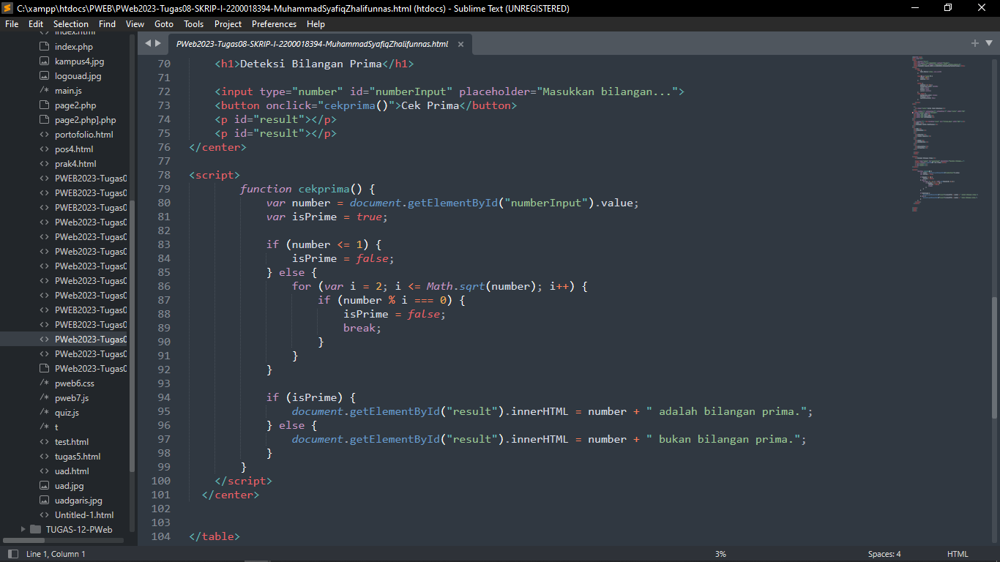 C:\xampp\htdocs\PWEB\PWeb2023-Tugas08-SKRIP-I-2200018394-MuhammadSyafiqZhalifunnas.html (htdocs) - Sublime Text (UNREGISTERED)
File Edit Selection Find View Goto Tools Project Preferences Help
<> index.html
index.php
kampus4.jpg
logouad.jpg
/* main.js
page2.php
page2.php].php
<> portofolio.html
<> pos4.html
<> prak4.html
<> PWEB2023-Tugas0
<> PWEB2023-Tugas0
<> PWEB2023-Tugas0
<> PWeb2023-Tugas0
<> PWeb2023-Tugas0
<> PWeb2023-Tugas0
<> PWeb2023-Tugas0
<> PWeb2023-Tugas0
<> PWeb2023-Tugas0
<> PWEB2023-Tugas0
<> PWEB2023-Tugas0
<> PWeb2023-Tugas0
<> PWeb2023-Tugas0
PWeb2023-Tugas0
<> pweb6.css
/* pweb7.js
/* quiz.js
/* t
<> test.html
<> tugas5.html
<> uad.html
uad.jpg
uadgaris.jpg
<> Untitled-1.html
TUGAS-12-PWeb
PWeb2023-Tugas08-SKRIP-I-2200018394-MuhammadSyafiqZhalifunnas.html ×
70 <h1>Deteksi Bilangan Prima</h1>
71
72 <input type="number" id="numberInput" placeholder="Masukkan bilangan...">
73 <button onclick="cekprima()">Cek Prima</button>
74 <p id="result"></p>
75 <p id="result"></p>
76 </center>
77
78 <script>
79 function cekprima() {
80 var number = document.getElementById("numberInput").value;
81 var isPrime = true;
82
83 if (number <= 1) {
84 isPrime = false;
85 } else {
86 for (var i = 2; i <= Math.sqrt(number); i++) {
87 if (number % i === 0) {
88 isPrime = false;
89 break;
90 }
91 }
92 }
93
94 if (isPrime) {
95 document.getElementById("result").innerHTML = number + " adalah bilangan prima.";
96 } else {
97 document.getElementById("result").innerHTML = number + " bukan bilangan prima.";
98 }
99 }
100 </script>
101 </center>
102
103
104 </table>
Line 1, Column 1
3%
Spaces: 4
HTML